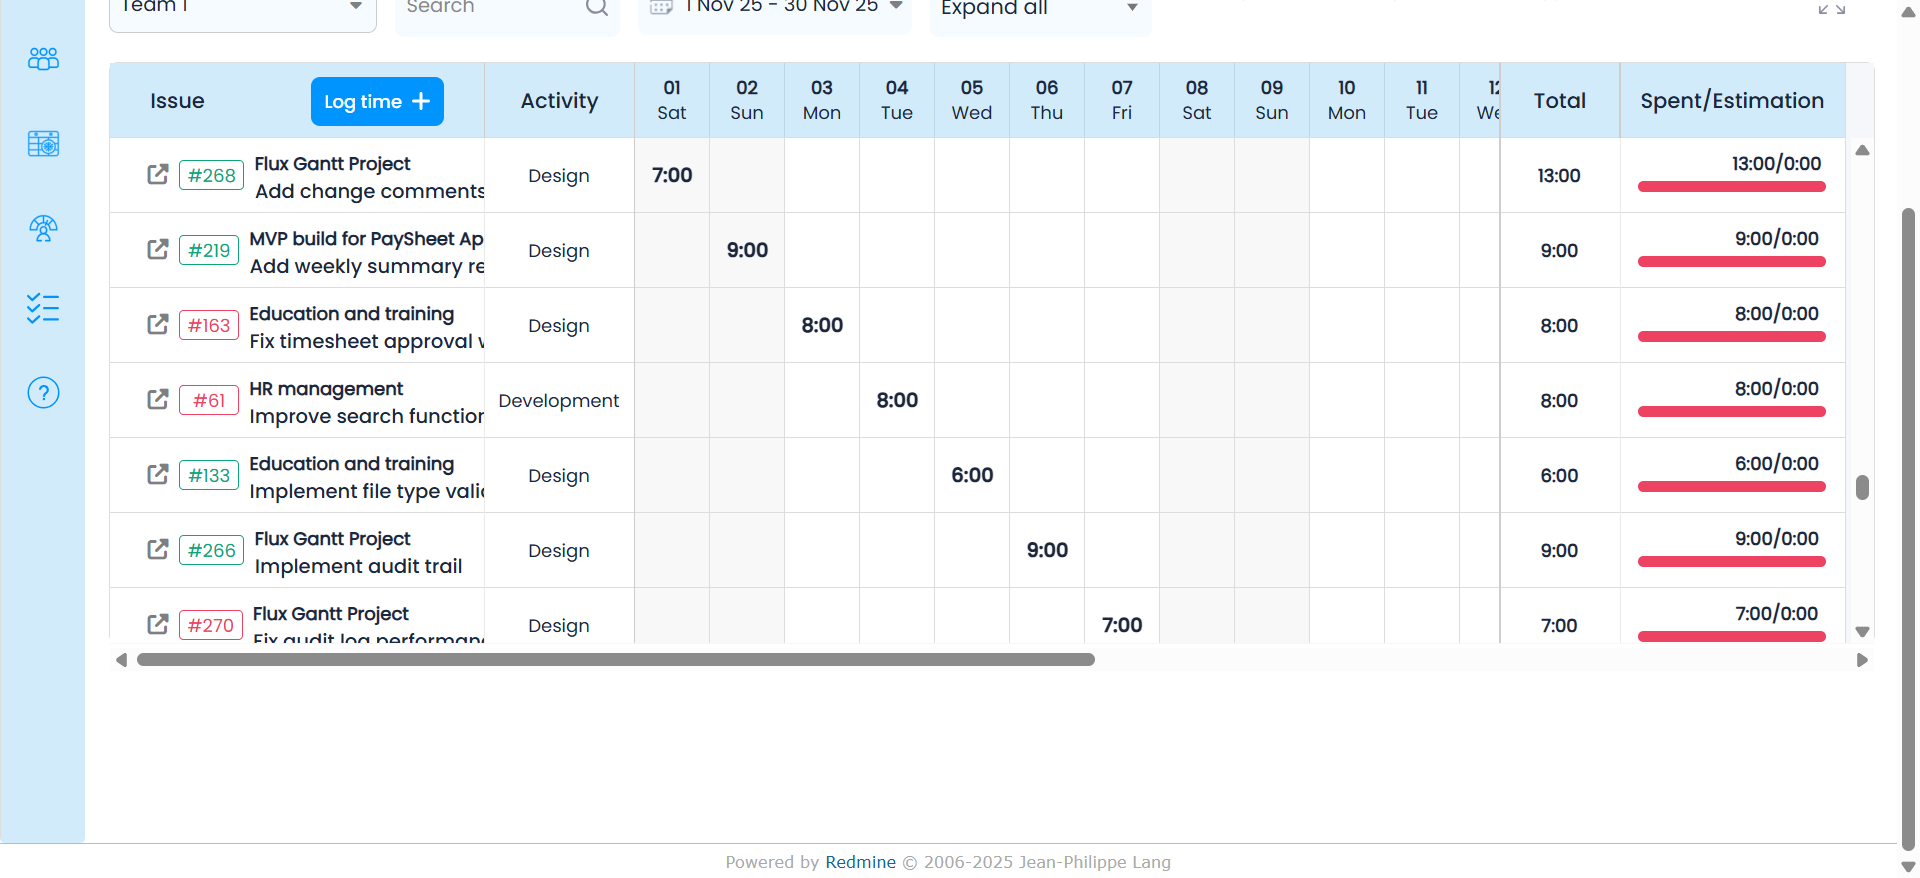 Team 1
Search
1 Nov 25 - 30 Nov 25
Expand all
Issue
Log time +
Activity
01 Sat
02 Sun
03 Mon
04 Tue
05 Wed
06 Thu
07 Fri
08 Sat
09 Sun
10 Mon
11 Tue
12 We
Total
Spent/Estimation
#268
Flux Gantt Project
Add change comments
Design
7:00
13:00
13:00/0:00
#219
MVP build for PaySheet Ap
Add weekly summary re
Design
9:00
9:00
9:00/0:00
#163
Education and training
Fix timesheet approval
Design
8:00
8:00
8:00/0:00
#61
HR management
Improve search function
Development
8:00
8:00
8:00/0:00
#133
Education and training
Implement file type valid
Design
6:00
6:00
6:00/0:00
#266
Flux Gantt Project
Implement audit trail
Design
9:00
9:00
9:00/0:00
#270
Flux Gantt Project
Fix audit log performanc
Design
7:00
7:00
7:00/0:00
Powered by Redmine © 2006-2025 Jean-Philippe Lang